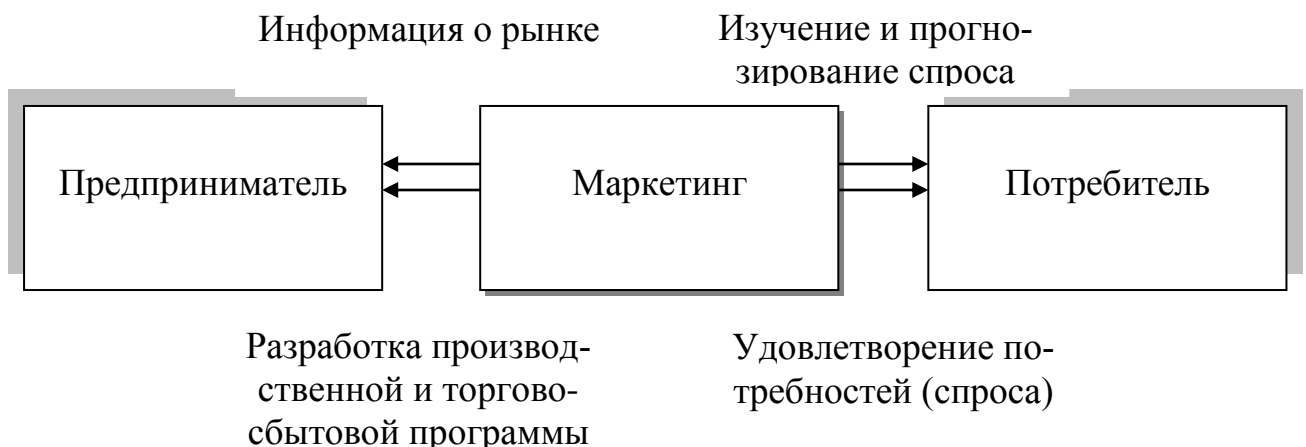 Информация о рынке
Изучение и прогно-
зирование спроса
Предприниматель
Маркетинг
Потребитель
Разработка производ-
ственной и торгово-
сбытовой программы
Удовлетворение по-
требностей (спроса)